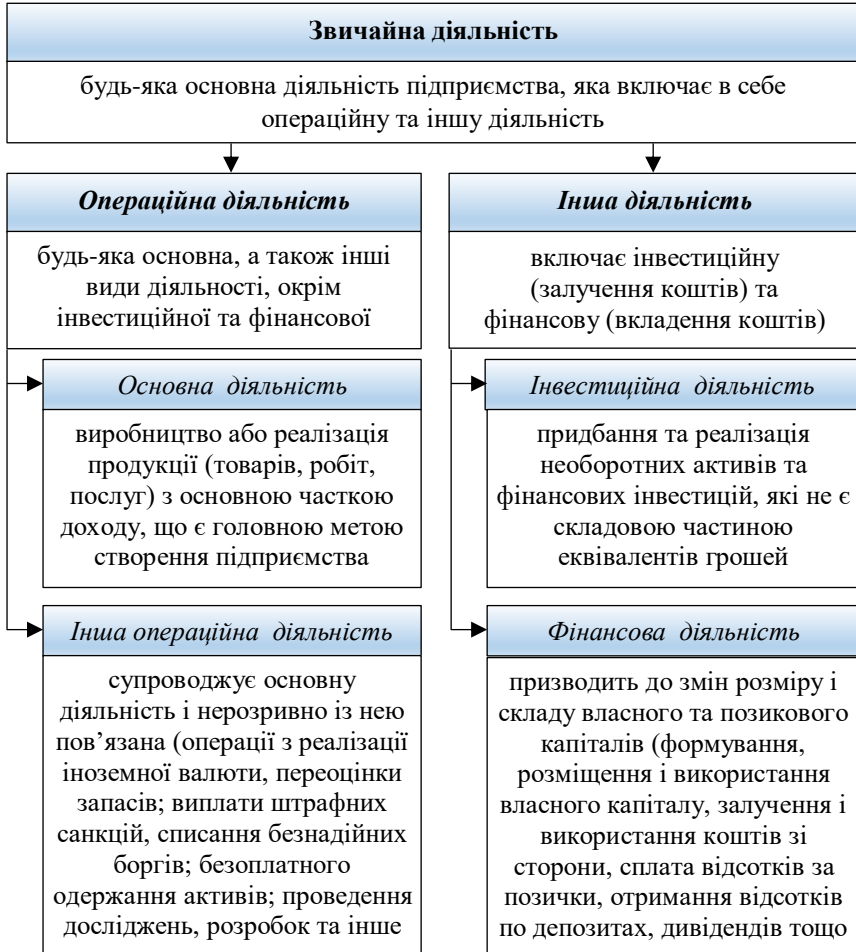 Звичайна діяльність
будь-яка основна діяльність підприємства, яка включає в себе
операційну та іншу діяльність
Операційна діяльність
будь-яка основна, а також інші
види діяльності, окрім
інвестиційної та фінансової
Основна діяльність
виробництво або реалізація
продукції (товарів, робіт,
послуг) з основною часткою
доходу, що є головною метою
створення підприємства
Інша операційна діяльність
супроводжує основну
діяльність і нерозривно із нею
пов’язана (операції з реалізації
іноземної валюти, переоцінки
запасів; виплати штрафних
санкцій, списання безнадійних
боргів; безоплатного
одержання активів; проведення
досліджень, розробок та інше
Інша діяльність
включає інвестиційну
(залучення коштів) та
фінансову (вкладення коштів)
Інвестиційна діяльність
придбання та реалізація
необоротних активів та
фінансових інвестицій, які не є
складовою частиною
еквівалентів грошей
Фінансова діяльність
призводить до змін розміру і
складу власного та позикового
капіталів (формування,
розміщення і використання
власного капіталу, залучення і
використання коштів зі
сторони, сплата відсотків за
позички, отримання відсотків
по депозитах, дивідендів тощо